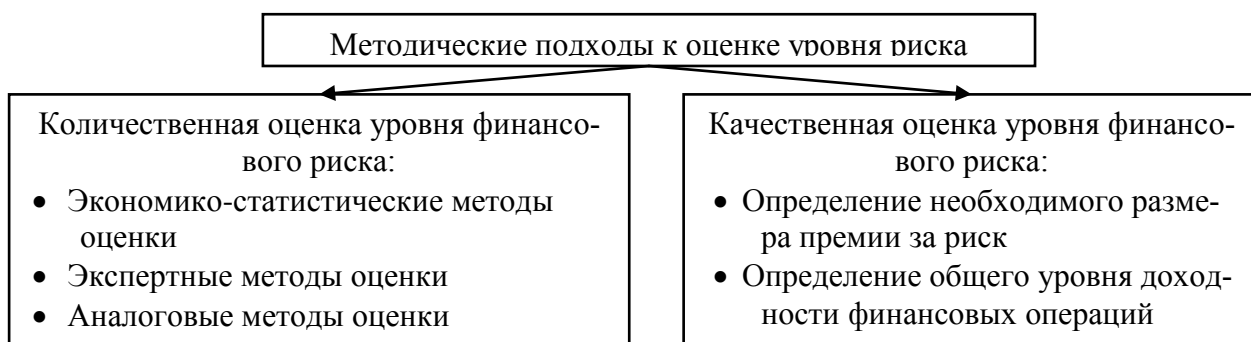 Методические подходы к оценке уровня риска
Количественная оценка уровня финансо-
вого риска:
• Экономико-статистические методы
оценки
• Экспертные методы оценки
• Аналоговые методы оценки
Качественная оценка уровня финансо-
вого риска:
• Определение необходимого разме-
ра премии за риск
• Определение общего уровня доход-
ности финансовых операций